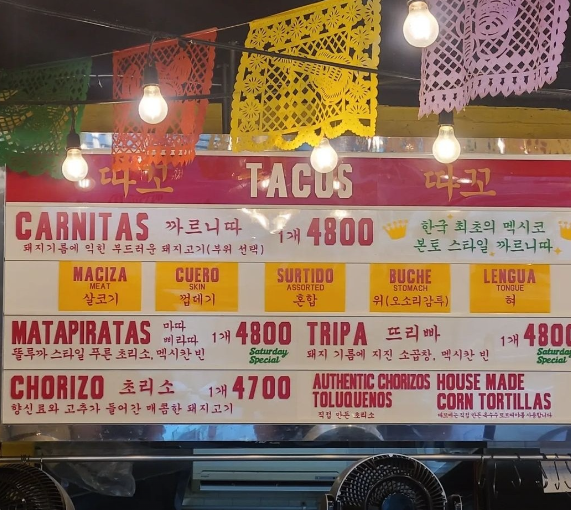 따꼬 TACOS 따꼬
CARNITAS 까르니따 1개 4800
돼지기름에 익힌 부드러운 돼지고기(부위 선택)
한국 최초의 멕시코
본토 스타일 까르니따
MACIZA
MEAT
살코기
CUERO
SKIN
껍데기
SURTIDO
ASSORTED
혼합
BUCHE
STOMACH
위(오소리감투)
LENGUA
TONGUE
혀
MATAPIRATAS 마따
삐라따 1개 4800
똘루까 스타일 푸른 초리소, 멕시칸 빈
Saturday
Special
TRIPA 뜨리빠 1개 4800
돼지 기름에 지진 소곱창, 멕시칸 빈
Saturday
Special
CHORIZO 초리소 1개 4700
향신료와 고추가 들어간 매콤한 돼지고기
AUTHENTIC CHORIZOS
TOLUQUENOS
직접 만든 초리소
HOUSE MADE
CORN TORTILLAS